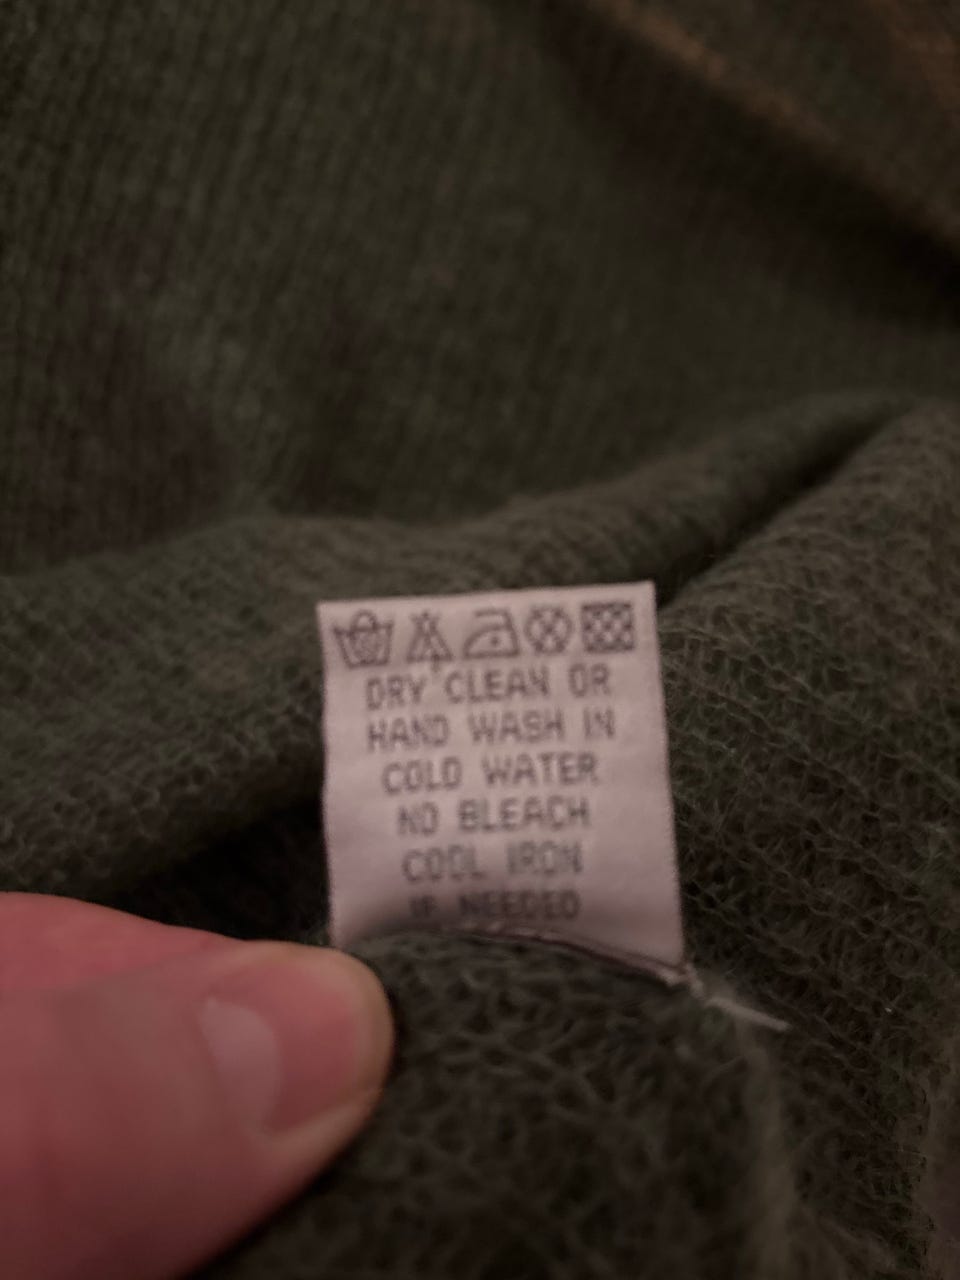 DRY CLEAN OR
HAND WASH IN
COLD WATER
NO BLEACH
COOL IRON
IF NEEDED